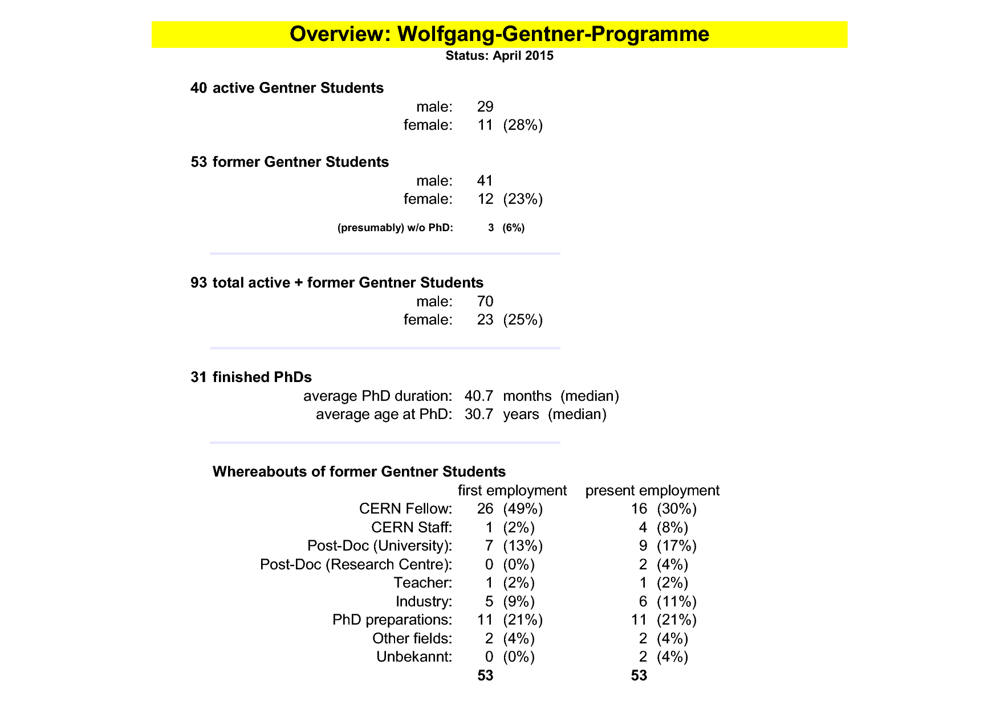 Overview: Wolfgang-Gentner-Programme
Status: April 2015
40 active Gentner Students
male: 29
female: 11 (28%)
53 former Gentner Students
male: 41
female: 12 (23%)
(presumably) w/o PhD: 3 (6%)
93 total active + former Gentner Students
male: 70
female: 23 (25%)
31 finished PhDs
average PhD duration: 40.7 months (median)
average age at PhD: 30.7 years (median)
Whereabouts of former Gentner Students
first employment present employment
CERN Fellow: 26 (49%) 16 (30%)
CERN Staff: 1 (2%) 4 (8%)
Post-Doc (University): 7 (13%) 9 (17%)
Post-Doc (Research Centre): 0 (0%) 2 (4%)
Teacher: 1 (2%) 1 (2%)
Industry: 5 (9%) 6 (11%)
PhD preparations: 11 (21%) 11 (21%)
Other fields: 2 (4%) 2 (4%)
Unbekannt: 0 (0%) 2 (4%)
53 53